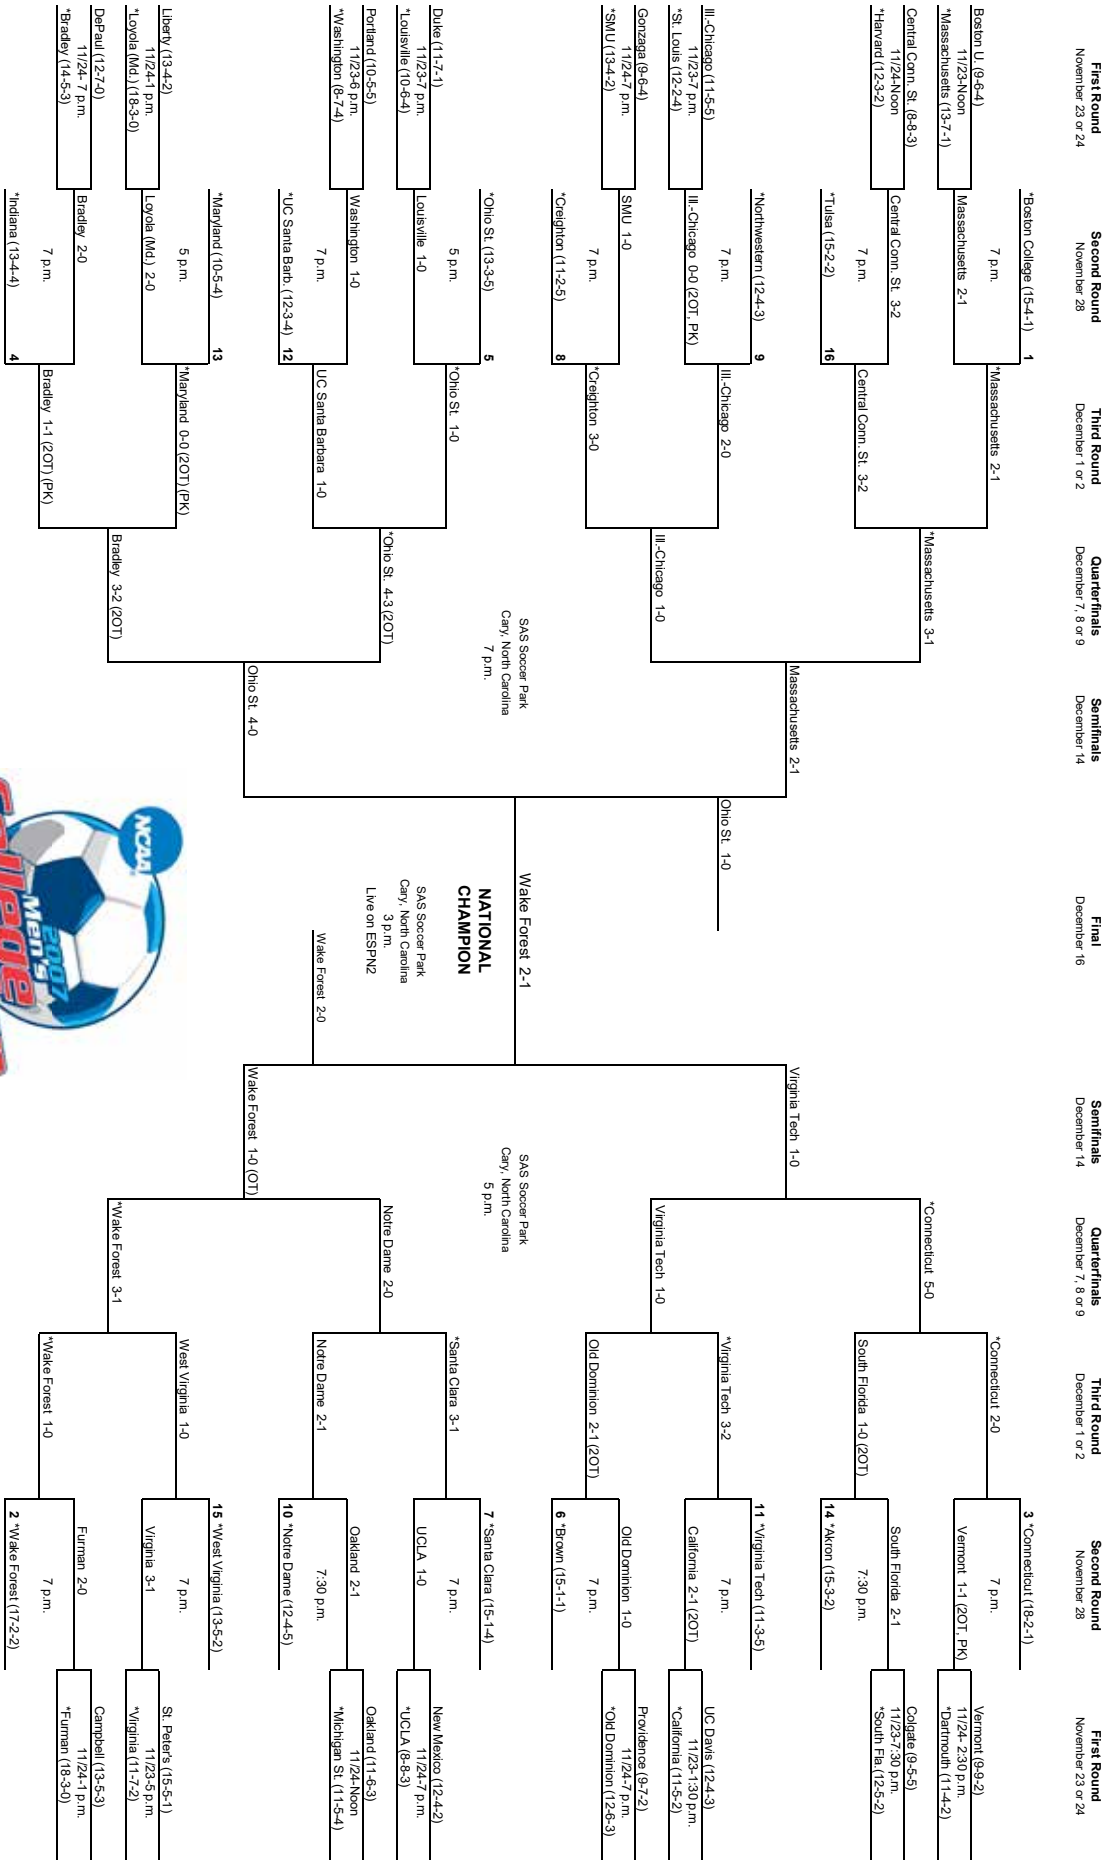 First Round
November 23 or 24
Second Round
November 28
Third Round
December 1 or 2
Quarterfinals
December 7, 8 or 9
Semifinals
December 14
Final
December 16
Semifinals
December 14
Quarterfinals
December 7, 8 or 9
Third Round
December 1 or 2
Second Round
November 28
First Round
November 23 or 24
Boston U. (9-6-4)
11/23-Noon
*Massachusetts (13-7-1)
Central Conn. St. (8-8-3)
11/24-Noon
*Harvard (12-3-2)
Ill.-Chicago (11-5-5)
11/23-7 p.m.
*St. Louis (12-2-4)
Gonzaga (9-6-4)
11/24-7 p.m.
*SMU (13-4-2)
Duke (11-7-1)
11/23-7 p.m.
*Louisville (10-6-4)
Portland (10-5-5)
11/23-6 p.m.
*Washington (8-7-4)
Liberty (13-4-2)
11/24-1 p.m.
*Loyola (Md.) (18-3-0)
DePaul (12-7-0)
11/24- 7 p.m.
*Bradley (14-5-3)
*Boston College (15-4-1) 1
7 p.m.
Massachusetts 2-1
Central Conn. St. 3-2
7 p.m.
*Tulsa (15-2-2) 16
*Northwestern (12-4-3) 9
7 p.m.
Ill.-Chicago 0-0 (2OT, PK)
SMU 1-0
7 p.m.
*Creighton (11-2-5) 8
*Ohio St. (13-3-5) 5
5 p.m.
Louisville 1-0
Washington 1-0
7 p.m.
*UC Santa Barb. (12-3-4) 12
*Maryland (10-5-4) 13
5 p.m.
Loyola (Md.) 2-0
Bradley 2-0
7 p.m.
*Indiana (13-4-4) 4
*Massachusetts 2-1
Central Conn. St. 3-2
Ill.-Chicago 2-0
*Creighton 3-0
*Ohio St. 1-0
UC Santa Barbara 1-0
*Maryland 0-0 (2OT) (PK)
Bradley 1-1 (2OT) (PK)
*Massachusetts 3-1
Ill.-Chicago 1-0
*Ohio St. 4-3 (2OT)
Bradley 3-2 (2OT)
SAS Soccer Park
Cary, North Carolina
7 p.m.
Massachusetts 2-1
Ohio St. 4-0
Ohio St. 1-0
Wake Forest 2-1
NATIONAL
CHAMPION
SAS Soccer Park
Cary, North Carolina
3 p.m.
Live on ESPN2
Wake Forest 2-0
NCAA
2007
MEN'S
College
Virginia Tech 1-0
Wake Forest 1-0 (OT)
SAS Soccer Park
Cary, North Carolina
5 p.m.
*Connecticut 5-0
Virginia Tech 1-0
Notre Dame 2-0
*Wake Forest 3-1
*Connecticut 2-0
South Florida 1-0 (2OT)
*Virginia Tech 3-2
Old Dominion 2-1 (2OT)
*Santa Clara 3-1
Notre Dame 2-1
West Virginia 1-0
*Wake Forest 1-0
3 *Connecticut (18-2-1)
7 p.m.
Vermont 1-1 (2OT, PK)
South Florida 2-1
7:30 p.m.
14 *Akron (15-3-2)
11 *Virginia Tech (11-3-5)
7 p.m.
California 2-1 (2OT)
Old Dominion 1-0
7 p.m.
6 *Brown (15-1-1)
7 *Santa Clara (15-1-4)
7 p.m.
UCLA 1-0
Oakland 2-1
7:30 p.m.
10 *Notre Dame (12-4-5)
15 *West Virginia (13-5-2)
7 p.m.
Virginia 3-1
Furman 2-0
7 p.m.
2 *Wake Forest (17-2-2)
Vermont (9-9-2)
11/24- 2:30 p.m.
*Dartmouth (11-4-2)
Colgate (9-5-5)
11/23-7:30 p.m.
*South Fla.(12-5-2)
UC Davis (12-4-3)
11/23-1:30 p.m.
*California (11-5-2)
Providence (9-7-2)
11/24-7 p.m.
*Old Dominion (12-6-3)
New Mexico (12-4-2)
11/24-7 p.m.
*UCLA (8-8-3)
Oakland (11-6-3)
11/24-Noon
*Michigan St. (11-5-4)
St. Peter's (15-5-1)
11/23-5 p.m.
*Virginia (11-7-2)
Campbell (13-5-3)
11/24-1 p.m.
*Furman (18-3-0)